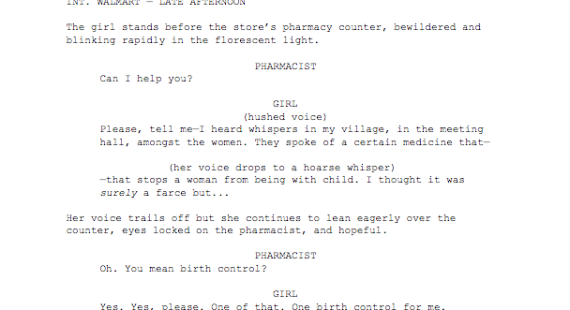 INT. WALMART — LATE AFTERNOON
The girl stands before the store's pharmacy counter, bewildered and
blinking rapidly in the florescent light.
PHARMACIST
Can I help you?
GIRL
(hushed voice)
Please, tell me—I heard whispers in my village, in the meeting
hall, amongst the women. They spoke of a certain medicine that—
(her voice drops to a hoarse whisper)
—that stops a woman from being with child. I thought it was
surely a farce but...
Her voice trails off but she continues to lean eagerly over the
counter, eyes locked on the pharmacist, and hopeful.
PHARMACIST
Oh. You mean birth control?
GIRL
Yes. Yes, please. One of that. One birth control for me.